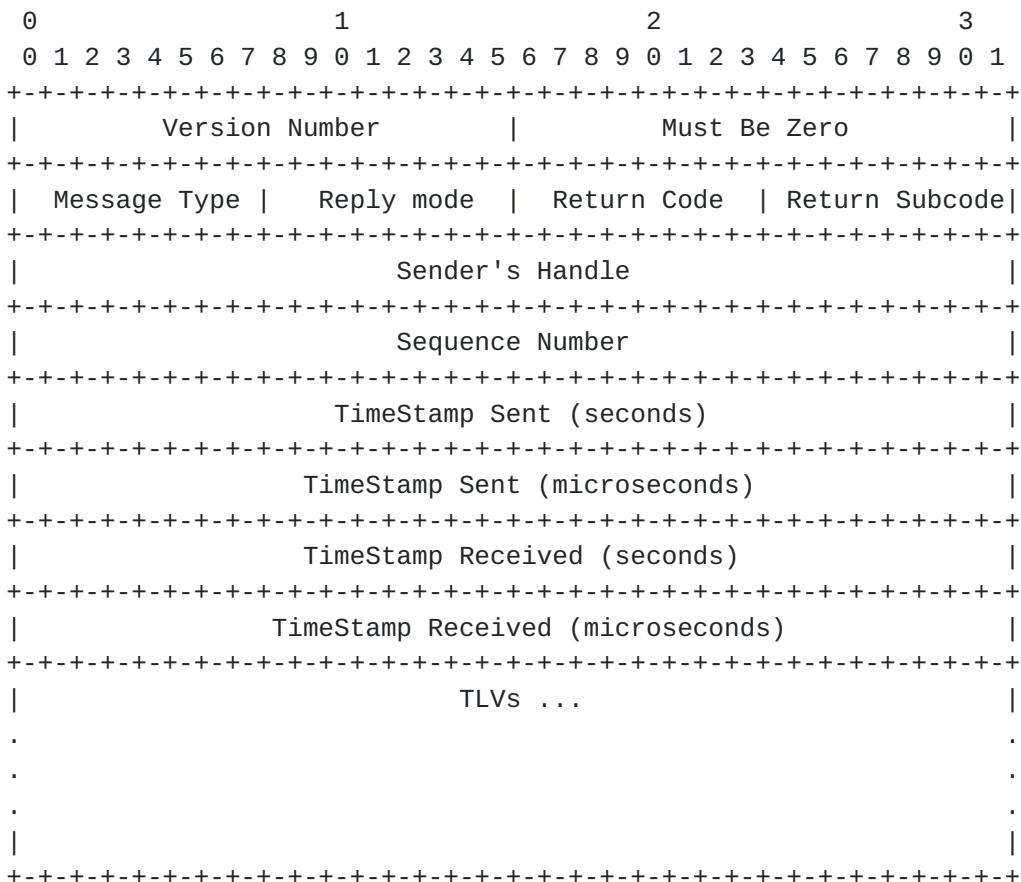 0                   1                   2                   3
 0 1 2 3 4 5 6 7 8 9 0 1 2 3 4 5 6 7 8 9 0 1 2 3 4 5 6 7 8 9 0 1
+-+-+-+-+-+-+-+-+-+-+-+-+-+-+-+-+-+-+-+-+-+-+-+-+-+-+-+-+-+-+-+-+
|         Version Number        |         Must Be Zero          |
+-+-+-+-+-+-+-+-+-+-+-+-+-+-+-+-+-+-+-+-+-+-+-+-+-+-+-+-+-+-+-+-+
|  Message Type |   Reply mode  |  Return Code  | Return Subcode|
+-+-+-+-+-+-+-+-+-+-+-+-+-+-+-+-+-+-+-+-+-+-+-+-+-+-+-+-+-+-+-+-+
|                        Sender's Handle                        |
+-+-+-+-+-+-+-+-+-+-+-+-+-+-+-+-+-+-+-+-+-+-+-+-+-+-+-+-+-+-+-+-+
|                        Sequence Number                        |
+-+-+-+-+-+-+-+-+-+-+-+-+-+-+-+-+-+-+-+-+-+-+-+-+-+-+-+-+-+-+-+-+
|                    TimeStamp Sent (seconds)                   |
+-+-+-+-+-+-+-+-+-+-+-+-+-+-+-+-+-+-+-+-+-+-+-+-+-+-+-+-+-+-+-+-+
|                  TimeStamp Sent (microseconds)                |
+-+-+-+-+-+-+-+-+-+-+-+-+-+-+-+-+-+-+-+-+-+-+-+-+-+-+-+-+-+-+-+-+
|                  TimeStamp Received (seconds)                 |
+-+-+-+-+-+-+-+-+-+-+-+-+-+-+-+-+-+-+-+-+-+-+-+-+-+-+-+-+-+-+-+-+
|                TimeStamp Received (microseconds)              |
+-+-+-+-+-+-+-+-+-+-+-+-+-+-+-+-+-+-+-+-+-+-+-+-+-+-+-+-+-+-+-+-+
|                            TLVs ...                           |
.                                                               .
.                                                               .
.                                                               .
|                                                               |
+-+-+-+-+-+-+-+-+-+-+-+-+-+-+-+-+-+-+-+-+-+-+-+-+-+-+-+-+-+-+-+-+